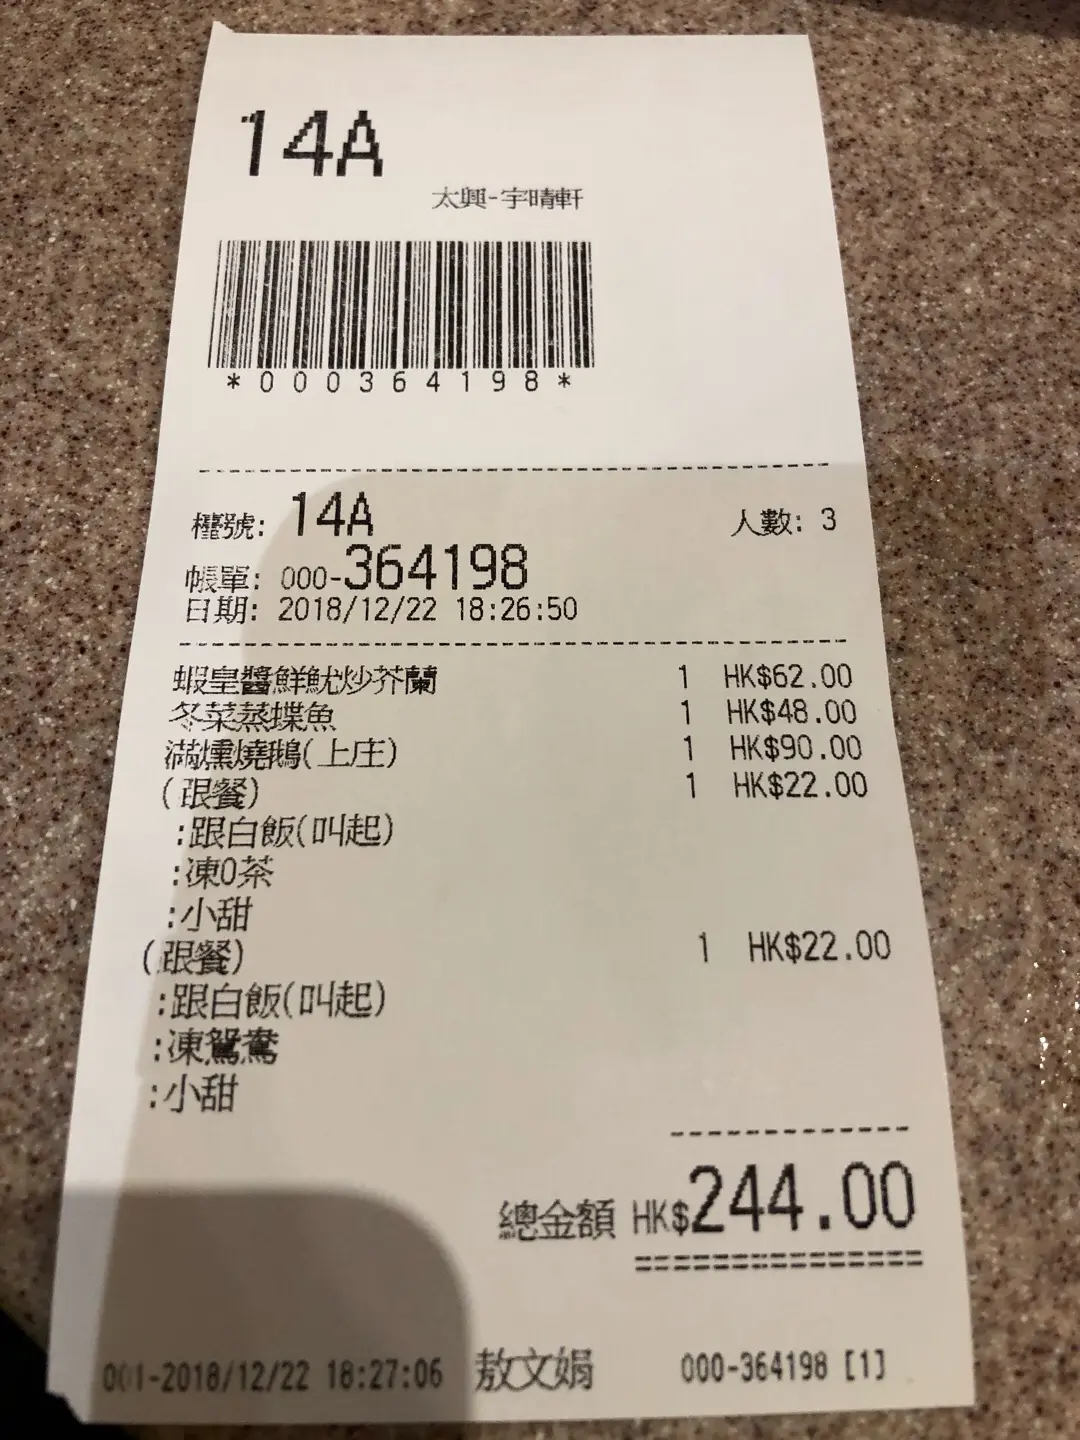 14A
太興-宇晴軒
*000364198*
檯號: 14A 人數: 3
帳單: 000-364198
日期: 2018/12/22 18:26:50
蝦皇醬鮮魷炒芥蘭 1 HK$62.00
冬菜蒸䱽魚 1 HK$48.00
滿燻燒鵝(上庄) 1 HK$90.00
(跟餐) 1 HK$22.00
:跟白飯(叫起)
:凍0茶
:小甜
(跟餐) 1 HK$22.00
:跟白飯(叫起)
:凍鴛鴦
:小甜
總金額 HK$244.00
001-2018/12/22 18:27:06 敖文娟 000-364198 [1]